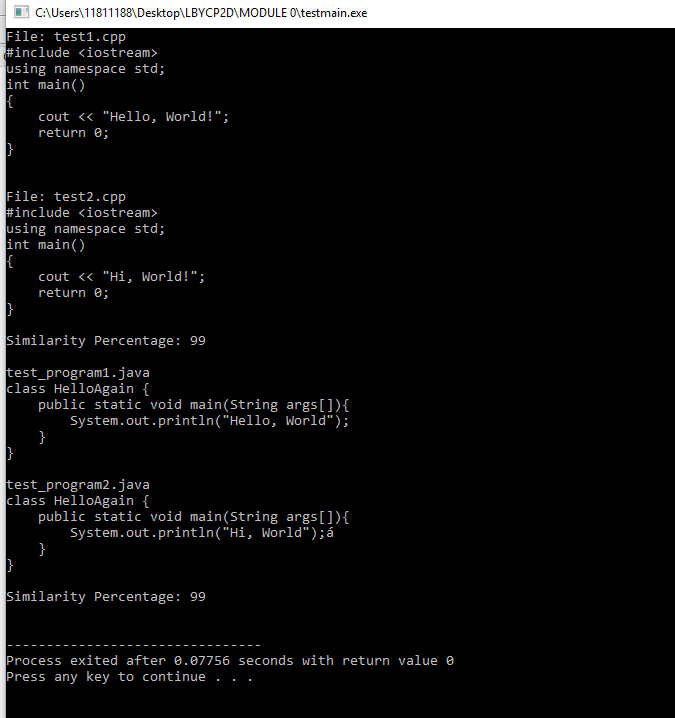 C:\Users\11811188\Desktop\LBYCP2D\MODULE 0\testmain.exe
File: test1.cpp
#include <iostream>
using namespace std;
int main()
{
    cout << "Hello, World!";
    return 0;
}
File: test2.cpp
#include <iostream>
using namespace std;
int main()
{
    cout << "Hi, World!";
    return 0;
}
Similarity Percentage: 99
test_program1.java
class HelloAgain {
    public static void main(String args[]){
        System.out.println("Hello, World");
    }
}
test_program2.java
class HelloAgain {
    public static void main(String args[]){
        System.out.println("Hi, World");á
    }
}
Similarity Percentage: 99
--------------------------------
Process exited after 0.07756 seconds with return value 0
Press any key to continue . . .